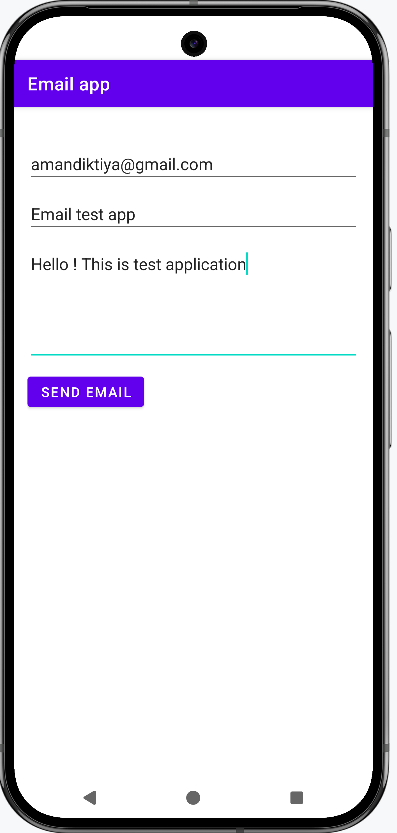 Email app
amandiktiya@gmail.com
Email test app
Hello ! This is test application
SEND EMAIL